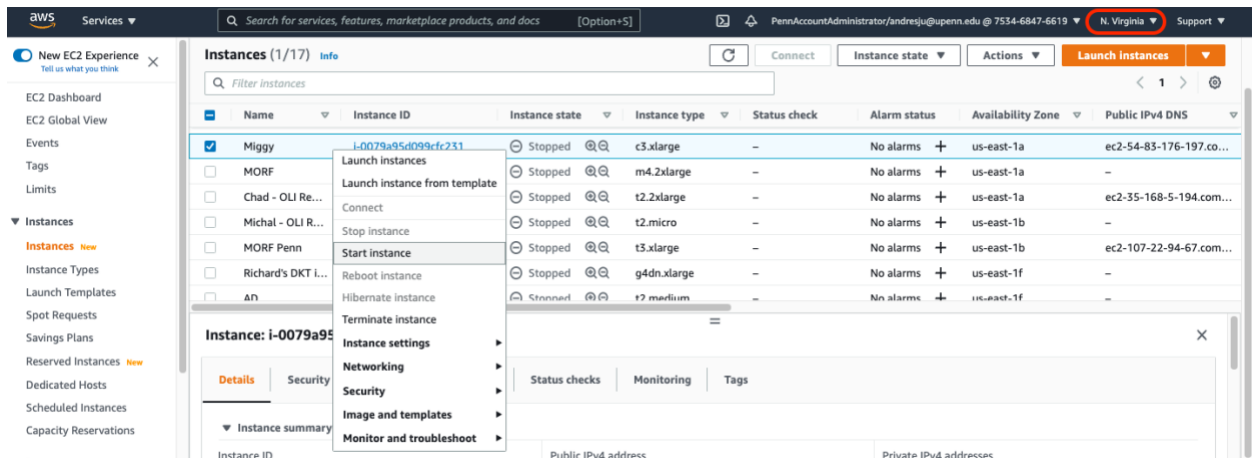 aws Services ▼ Search for services, features, marketplace products, and docs [Option+S] PennAccountAdministrator/andresju@upenn.edu @ 7534-6847-6619 ▼ N. Virginia ▼ Support ▼
New EC2 Experience
Tell us what you think
EC2 Dashboard
EC2 Global View
Events
Tags
Limits
▼ Instances
Instances New
Instance Types
Launch Templates
Spot Requests
Savings Plans
Reserved Instances New
Dedicated Hosts
Scheduled Instances
Capacity Reservations
Instances (1/17) Info Connect Instance state ▼ Actions ▼ Launch instances ▼
Filter instances < 1 >
Name Instance ID Instance state Instance type Status check Alarm status Availability Zone Public IPv4 DNS
Miggy i-0079a95d099cfc231 Stopped c3.xlarge – No alarms + us-east-1a ec2-54-83-176-197.co...
MORF Stopped m4.2xlarge – No alarms + us-east-1a –
Chad - OLI Re... Stopped t2.2xlarge – No alarms + us-east-1a ec2-35-168-5-194.com...
Michal - OLI R... Stopped t2.micro – No alarms + us-east-1b –
MORF Penn Stopped t3.xlarge – No alarms + us-east-1b ec2-107-22-94-67.com...
Richard's DKT i... Stopped g4dn.xlarge – No alarms + us-east-1f –
AD Stopped t2.medium – No alarms + us-east-1f –
Launch instances
Launch instance from template
Connect
Stop instance
Start instance
Reboot instance
Hibernate instance
Terminate instance
Instance settings
Networking
Security
Image and templates
Monitor and troubleshoot
Instance: i-0079a95
Details Security Status checks Monitoring Tags
▼ Instance summary
Instance ID Public IPv4 address Private IPv4 addresses